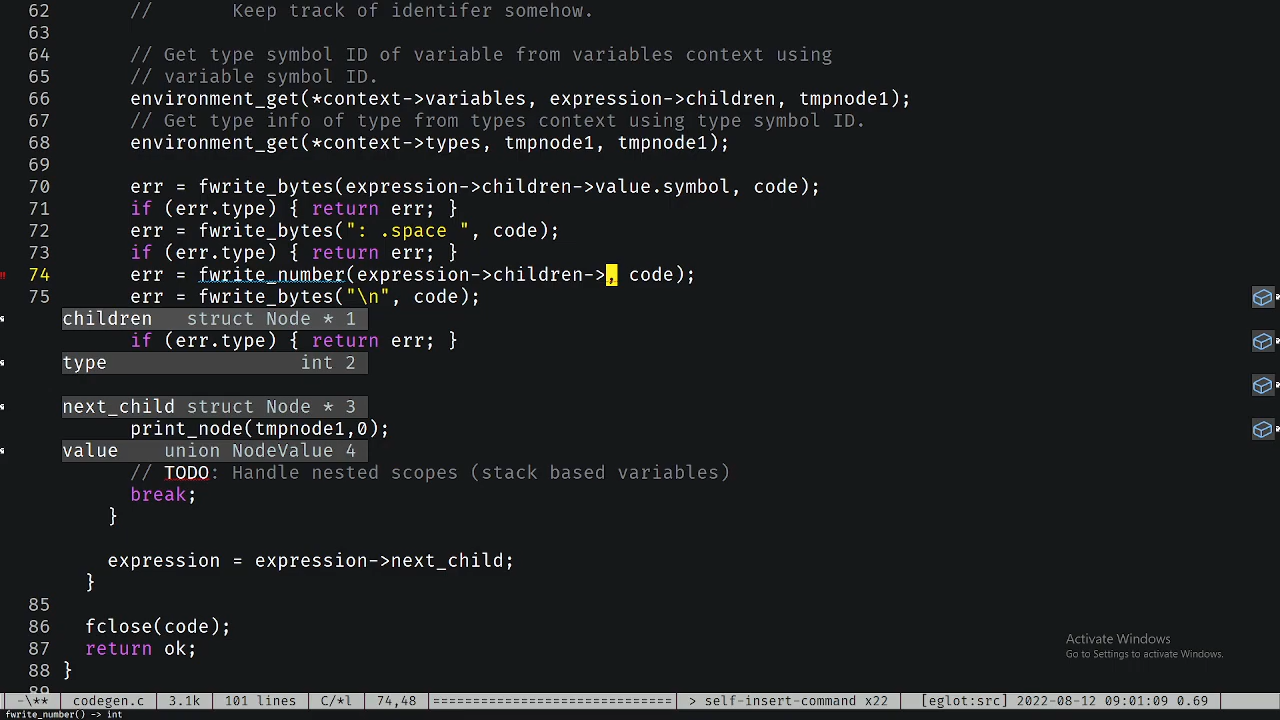 62 //       Keep track of identifer somehow.
63
64 // Get type symbol ID of variable from variables context using
65 // variable symbol ID.
66 environment_get(*context->variables, expression->children, tmpnode1);
67 // Get type info of type from types context using type symbol ID.
68 environment_get(*context->types, tmpnode1, tmpnode1);
69
70 err = fwrite_bytes(expression->children->value.symbol, code);
71 if (err.type) { return err; }
72 err = fwrite_bytes(": .space ", code);
73 if (err.type) { return err; }
74 err = fwrite_number(expression->children->, code);
75 err = fwrite_bytes("\n", code);
children   struct Node * 1
if (err.type) { return err; }
type   int 2
next_child struct Node * 3
print_node(tmpnode1,0);
value   union NodeValue 4
// TODO: Handle nested scopes (stack based variables)
break;
}
expression = expression->next_child;
}
85
86 fclose(code);
87 return ok;
88 }
89
Activate Windows
Go to Settings to activate Windows.
-\** codegen.c 3.1k 101 lines C/*l 74,48 ============================ > self-insert-command x22 [eglot:src] 2022-08-12 09:01:09 0.69
fwrite_number() -> int